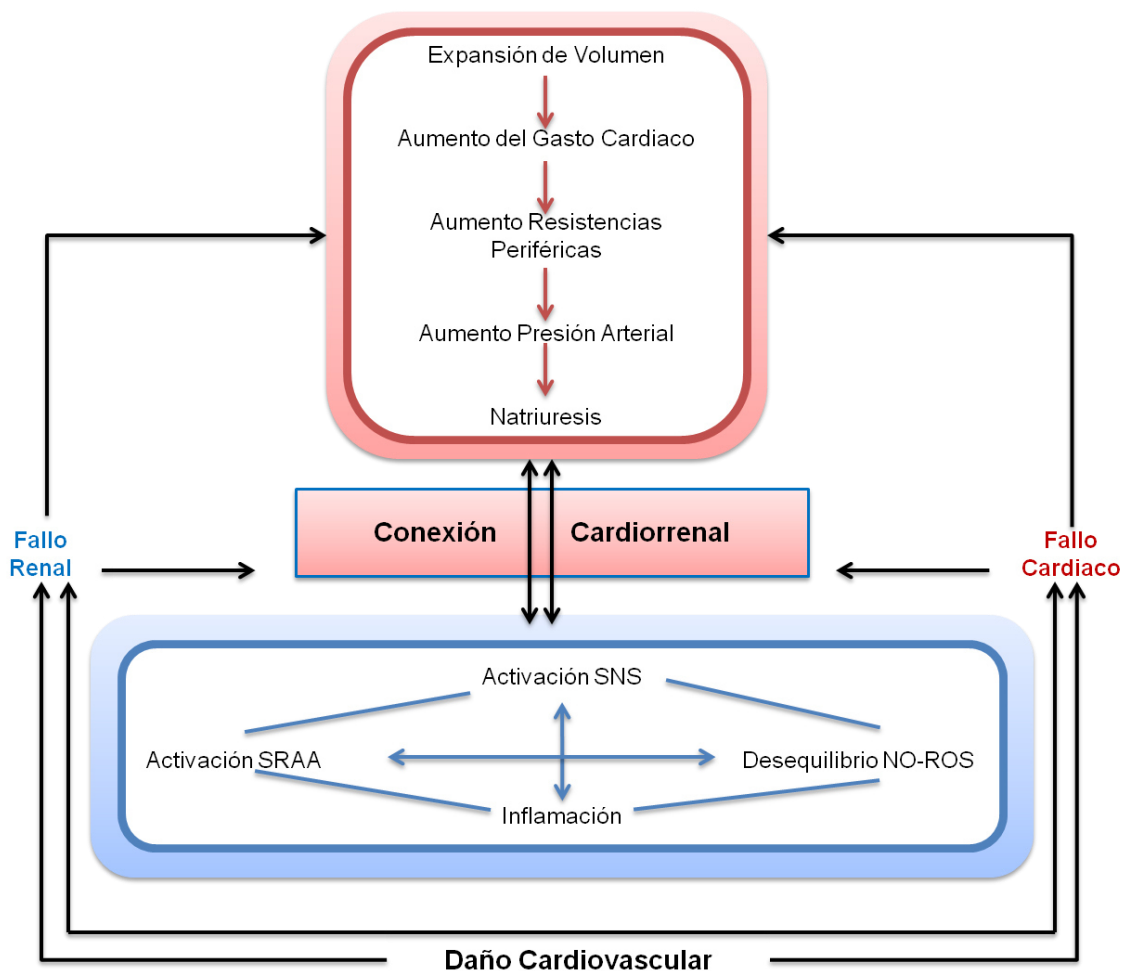 Expansión de Volumen
Aumento del Gasto Cardiaco
Aumento Resistencias
Periféricas
Aumento Presión Arterial
Natriuresis
Conexión Cardiorrenal
Fallo
Renal
Fallo
Cardiaco
Activación SNS
Activación SRAA
Desequilibrio NO-ROS
Inflamación
Daño Cardiovascular